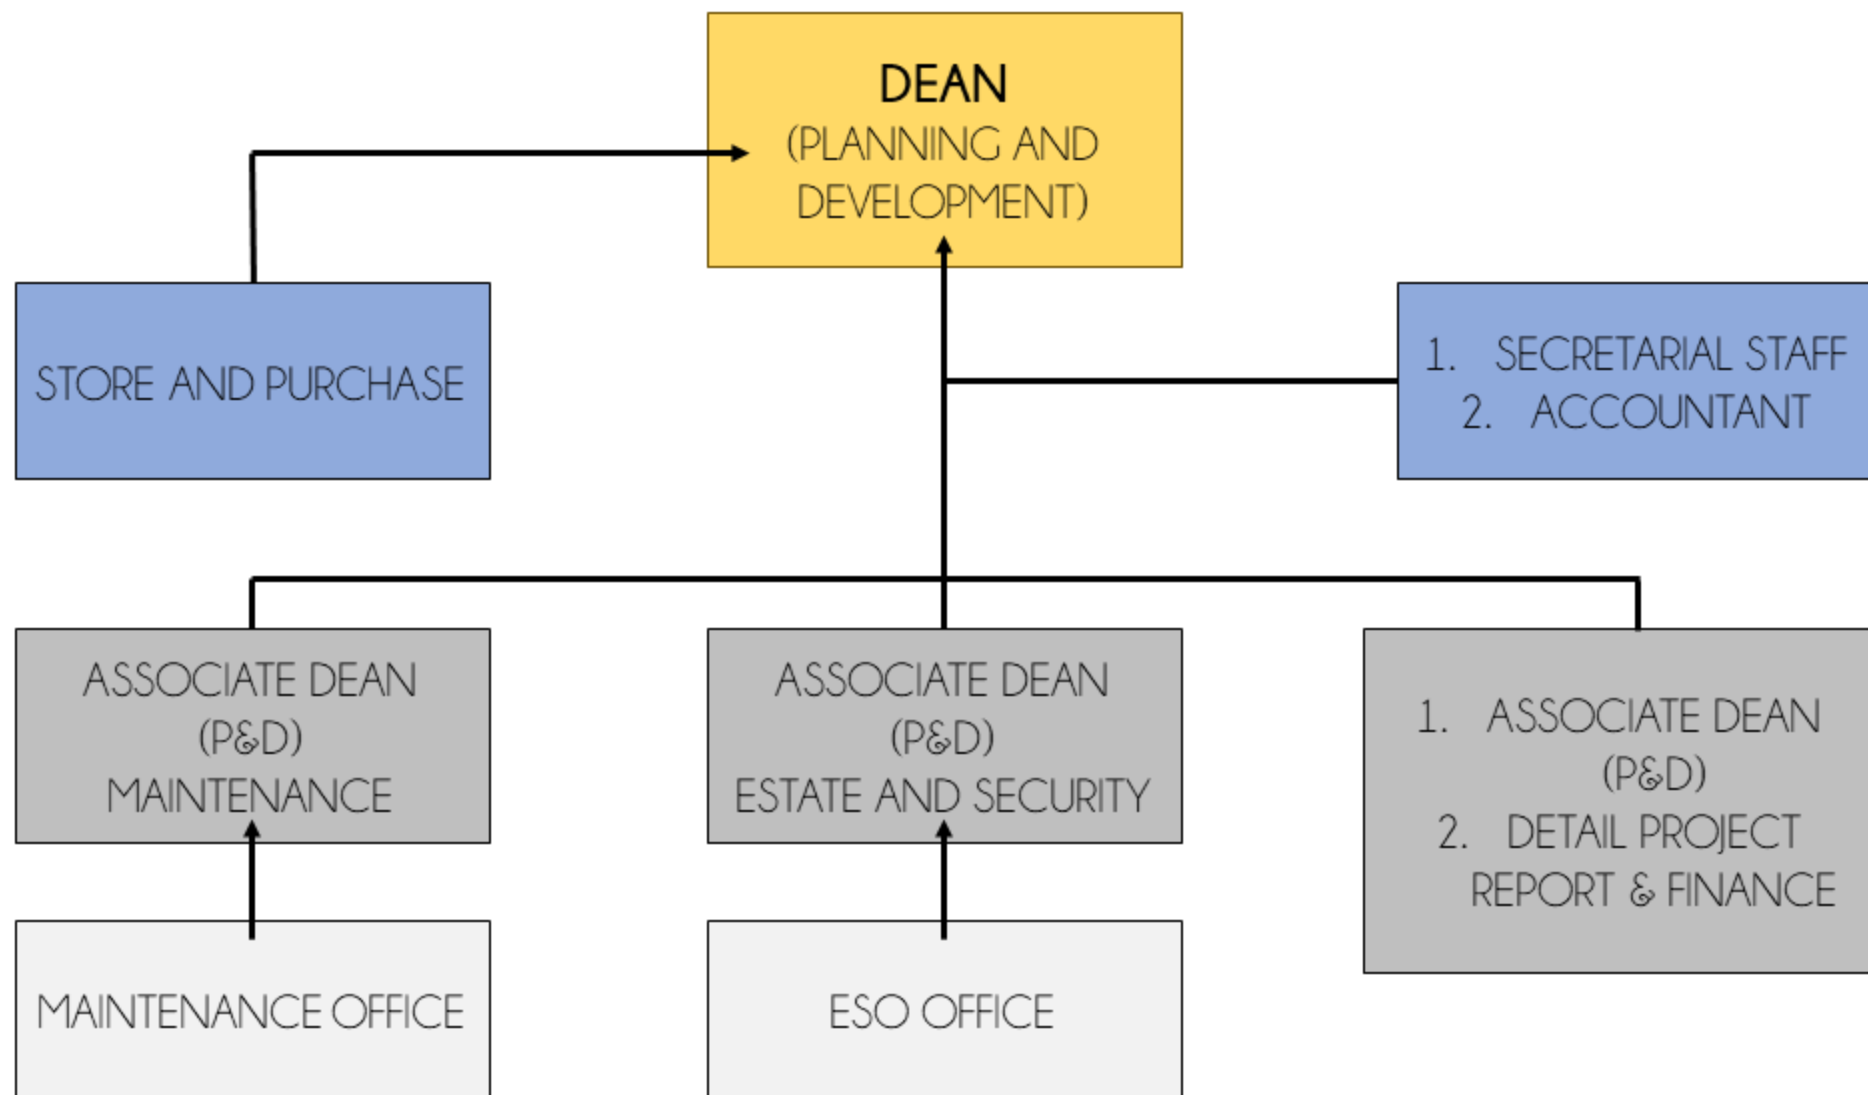 DEAN
(PLANNING AND
DEVELOPMENT)
STORE AND PURCHASE
1. SECRETARIAL STAFF
2. ACCOUNTANT
ASSOCIATE DEAN
(P&D)
MAINTENANCE
ASSOCIATE DEAN
(P&D)
ESTATE AND SECURITY
1. ASSOCIATE DEAN
(P&D)
2. DETAIL PROJECT
REPORT & FINANCE
MAINTENANCE OFFICE
ESO OFFICE